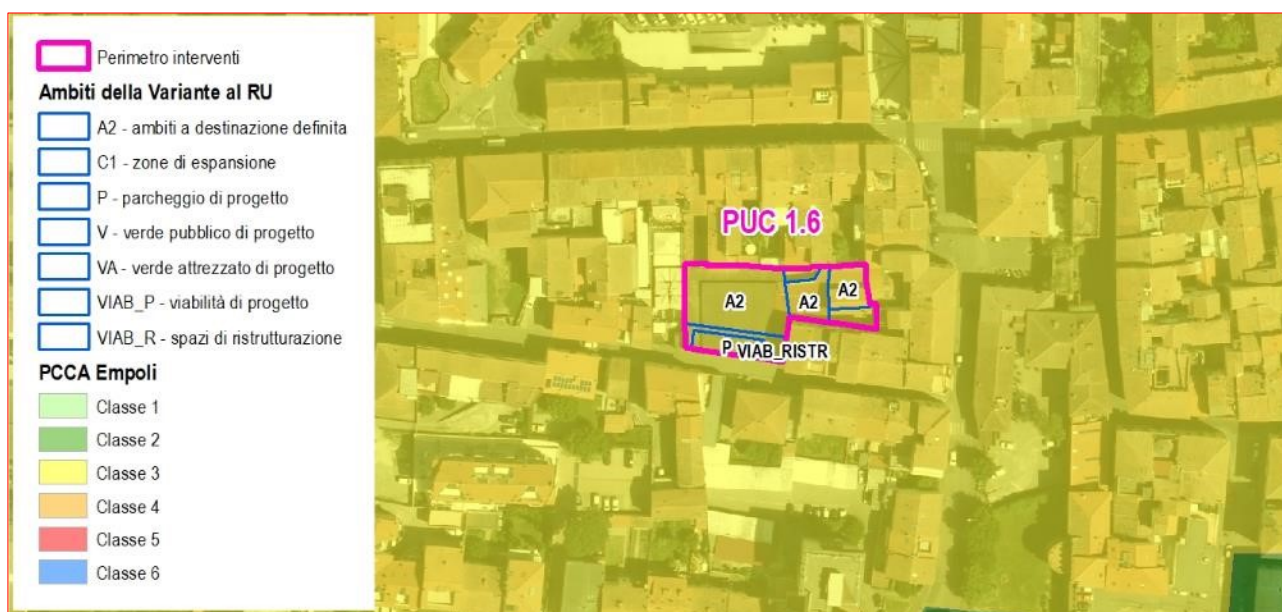 Perimetro interventi
Ambiti della Variante al RU
A2 - ambiti a destinazione definita
C1 - zone di espansione
P - parcheggio di progetto
V - verde pubblico di progetto
VA - verde attrezzato di progetto
VIAB_P - viabilità di progetto
VIAB_R - spazi di ristrutturazione
PCCA Empoli
Classe 1
Classe 2
Classe 3
Classe 4
Classe 5
Classe 6
PUC 1.6
A2
A2
A2
P VIAB_RISTR